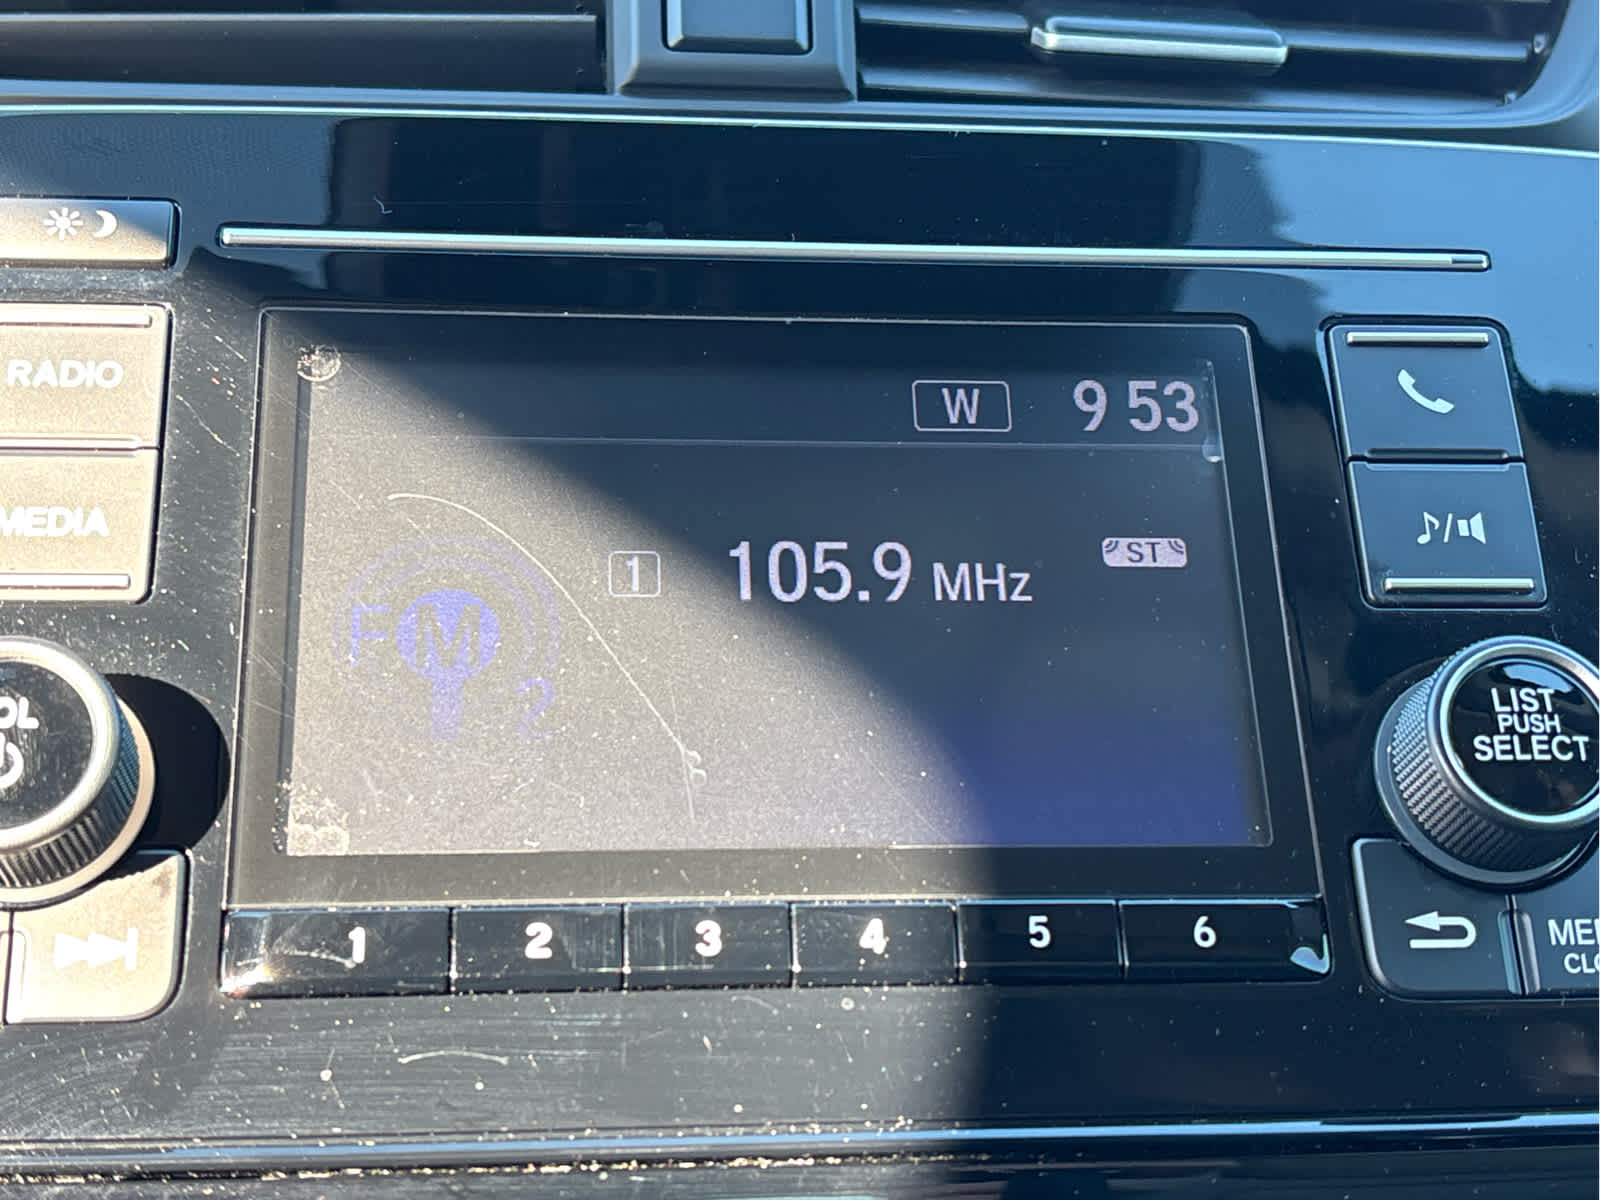 W 9 53
RADIO
MEDIA
1 105.9 MHz ST
FM
2
LIST
PUSH
SELECT
1 2 3 4 5 6